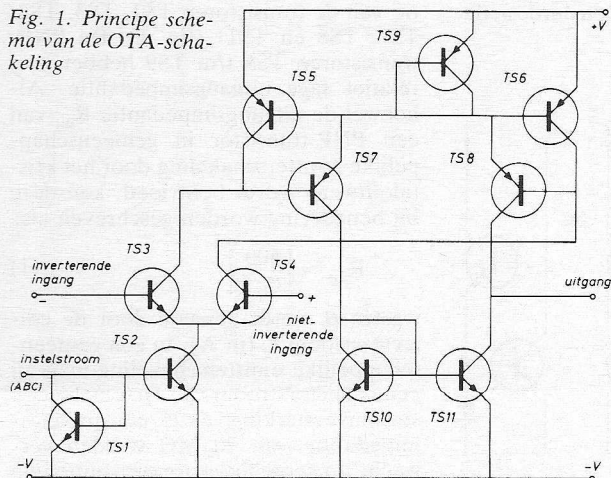 Fig. 1. Principe sche-
ma van de OTA-scha-
keling
+V
TS9
TS5
TS6
TS7
TS8
TS3
TS4
inverterende
ingang
−
+
niet-
inverterende
ingang
uitgang
TS2
instelstroom
(ABC)
TS1
TS10
TS11
−V
−V